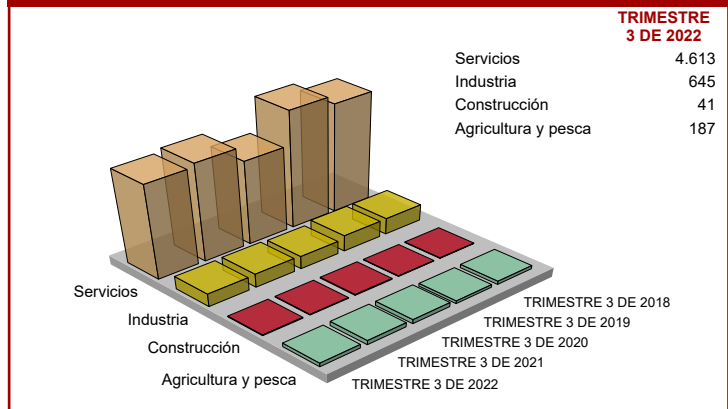 TRIMESTRE
3 DE 2022
Servicios 4.613
Industria 645
Construcción 41
Agricultura y pesca 187
Servicios
Industria
Construcción
Agricultura y pesca
TRIMESTRE 3 DE 2018
TRIMESTRE 3 DE 2019
TRIMESTRE 3 DE 2020
TRIMESTRE 3 DE 2021
TRIMESTRE 3 DE 2022